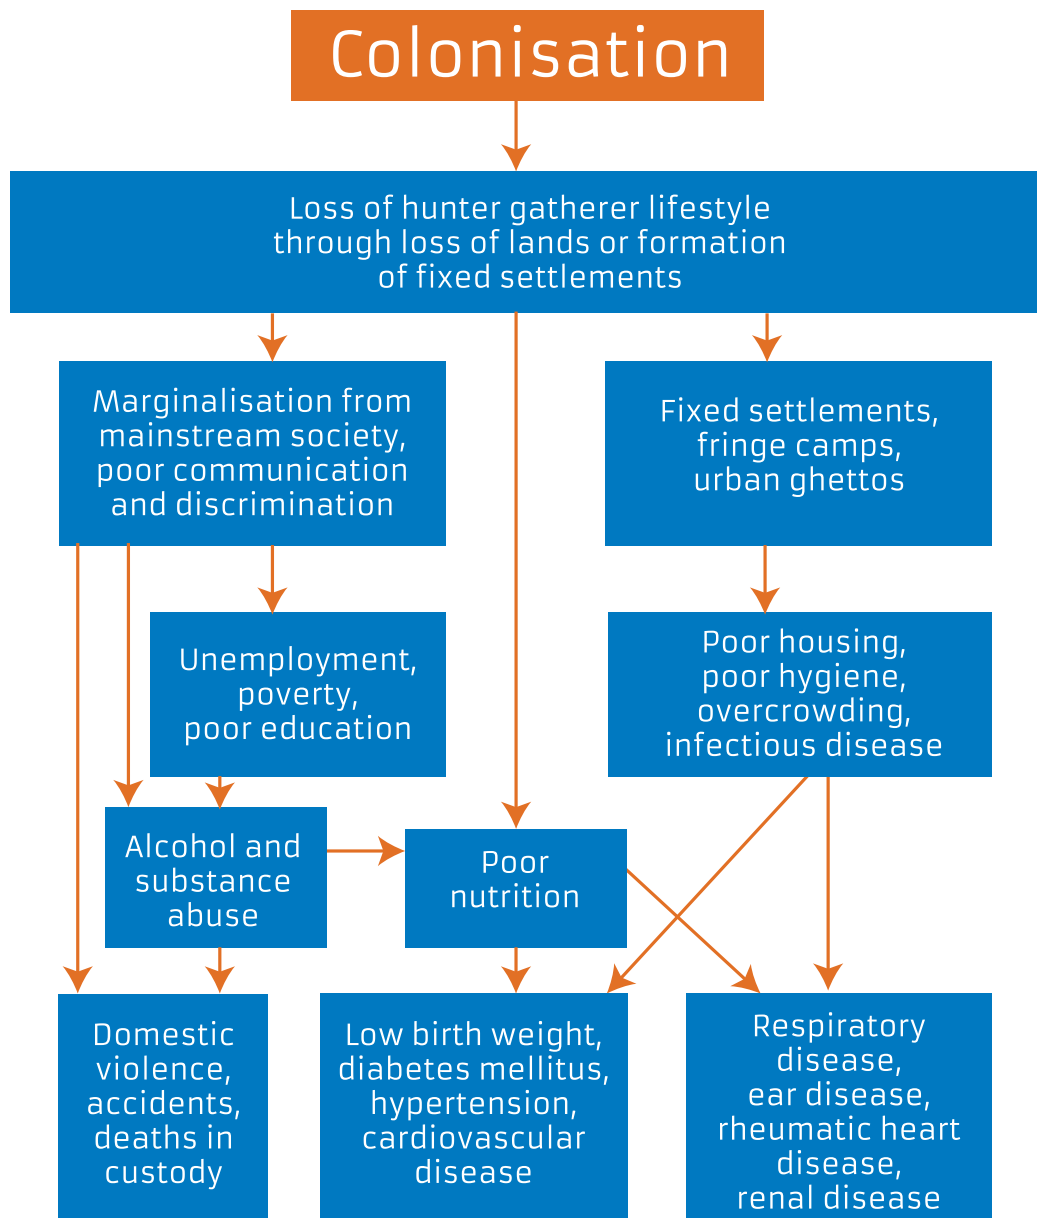 Colonisation
Loss of hunter gatherer lifestyle
through loss of lands or formation
of fixed settlements
Marginalisation from
mainstream society,
poor communication
and discrimination
Fixed settlements,
fringe camps,
urban ghettos
Unemployment,
poverty,
poor education
Poor housing,
poor hygiene,
overcrowding,
infectious disease
Alcohol and
substance
abuse
Poor
nutrition
Domestic
violence,
accidents,
deaths in
custody
Low birth weight,
diabetes mellitus,
hypertension,
cardiovascular
disease
Respiratory
disease,
ear disease,
rheumatic heart
disease,
renal disease